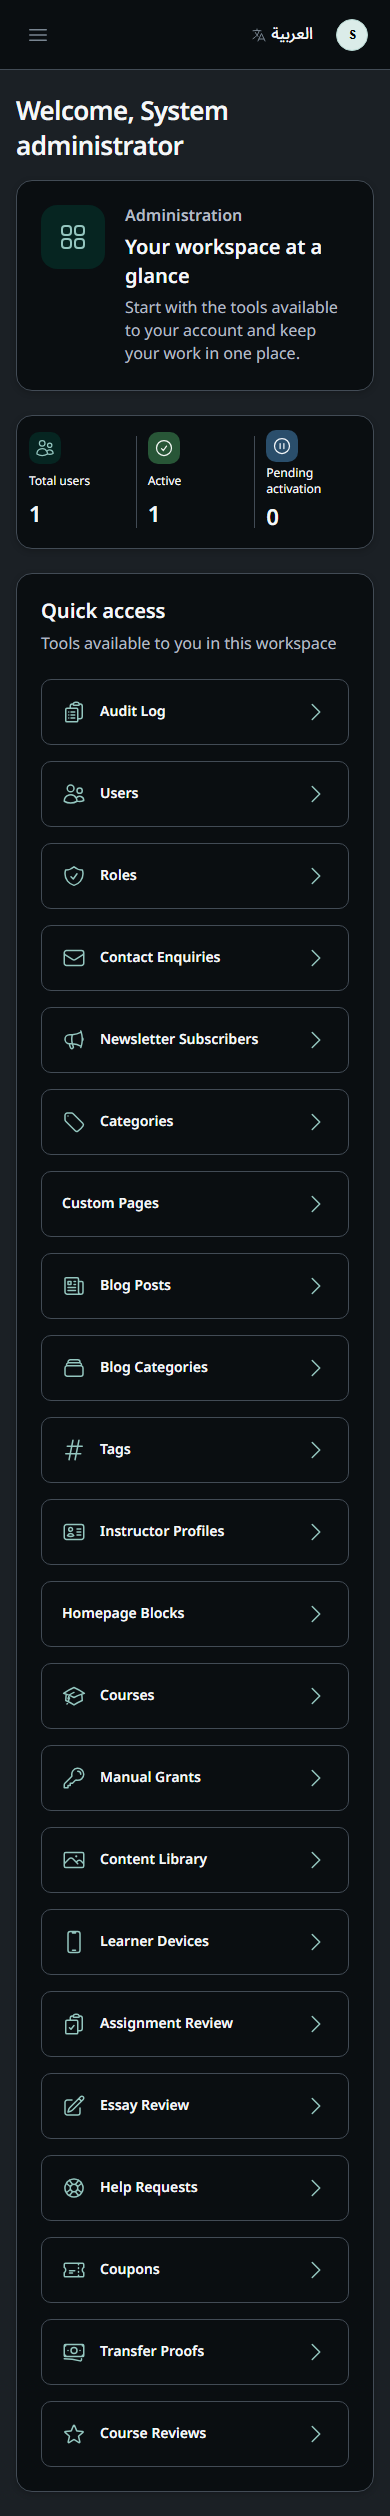 العربية
S
Welcome, System
administrator
Administration
Your workspace at a
glance
Start with the tools available
to your account and keep
your work in one place.
Total users
1
Active
1
Pending
activation
0
Quick access
Tools available to you in this workspace
Audit Log
Users
Roles
Contact Enquiries
Newsletter Subscribers
Categories
Custom Pages
Blog Posts
Blog Categories
Tags
Instructor Profiles
Homepage Blocks
Courses
Manual Grants
Content Library
Learner Devices
Assignment Review
Essay Review
Help Requests
Coupons
Transfer Proofs
Course Reviews